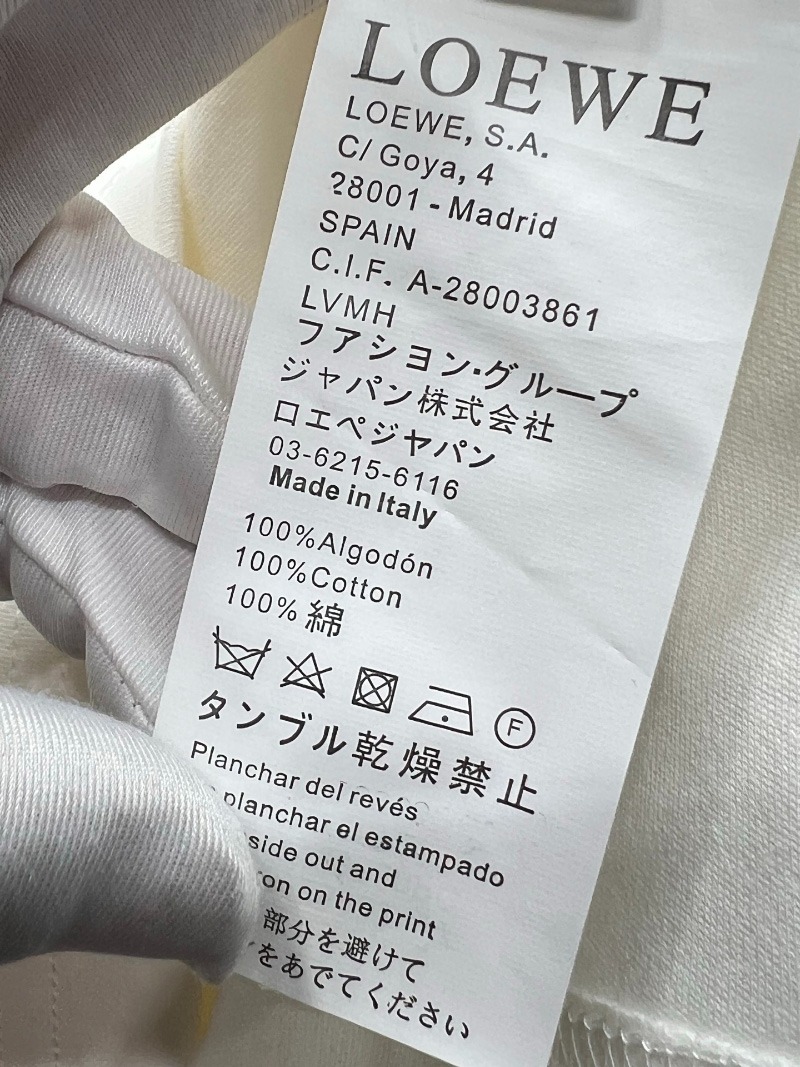 LOEWE
LOEWE, S.A.
C/ Goya, 4
28001 - Madrid
SPAIN
C.I.F. A-28003861
LVMH
ファシヨン·グループ
ジャパン株式会社
ロエベジャパン
03-6215-6116
Made in Italy
100%Algodón
100%Cotton
100% 綿
F
タンブル乾燥禁止
Planchar del revés
planchar el estampado
side out and
on the print
部分を避けて
をあでてください